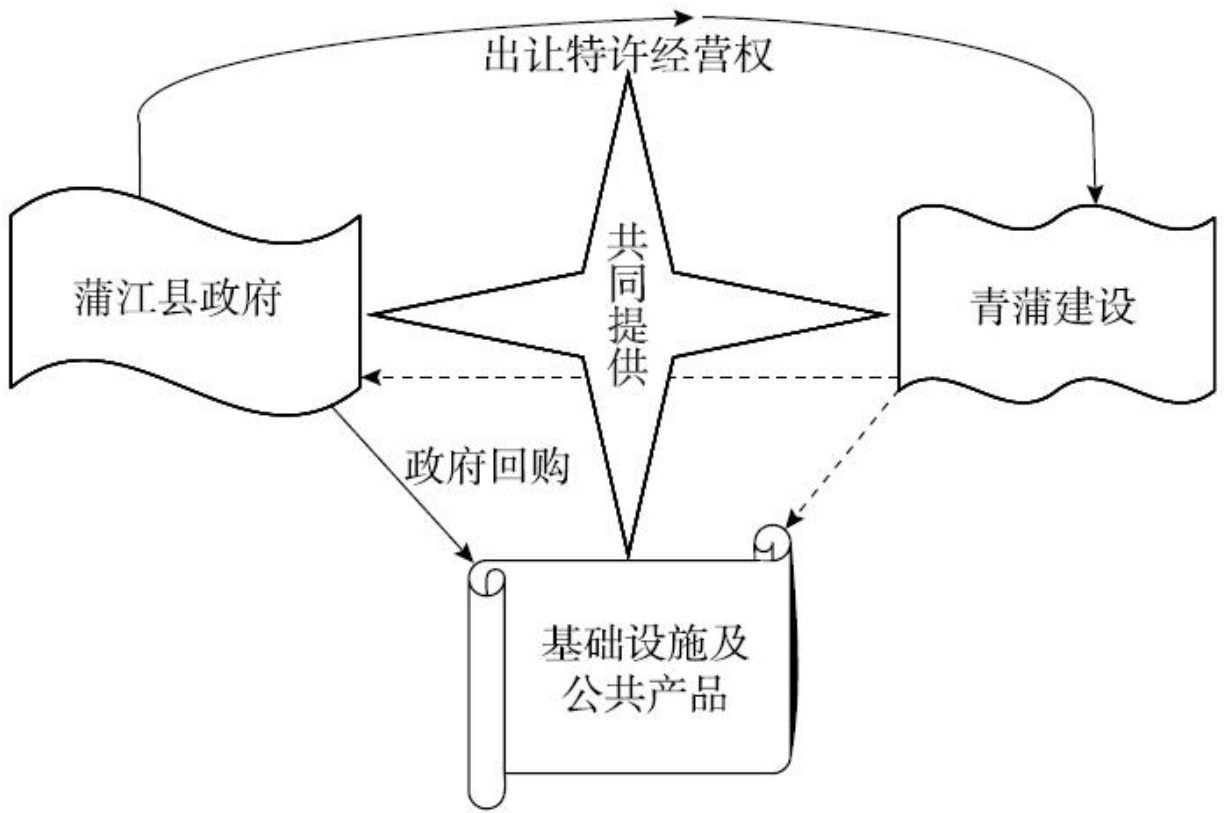 出让特许经营权
共同提供
蒲江县政府
青蒲建设
政府回购
基础设施及
公共产品